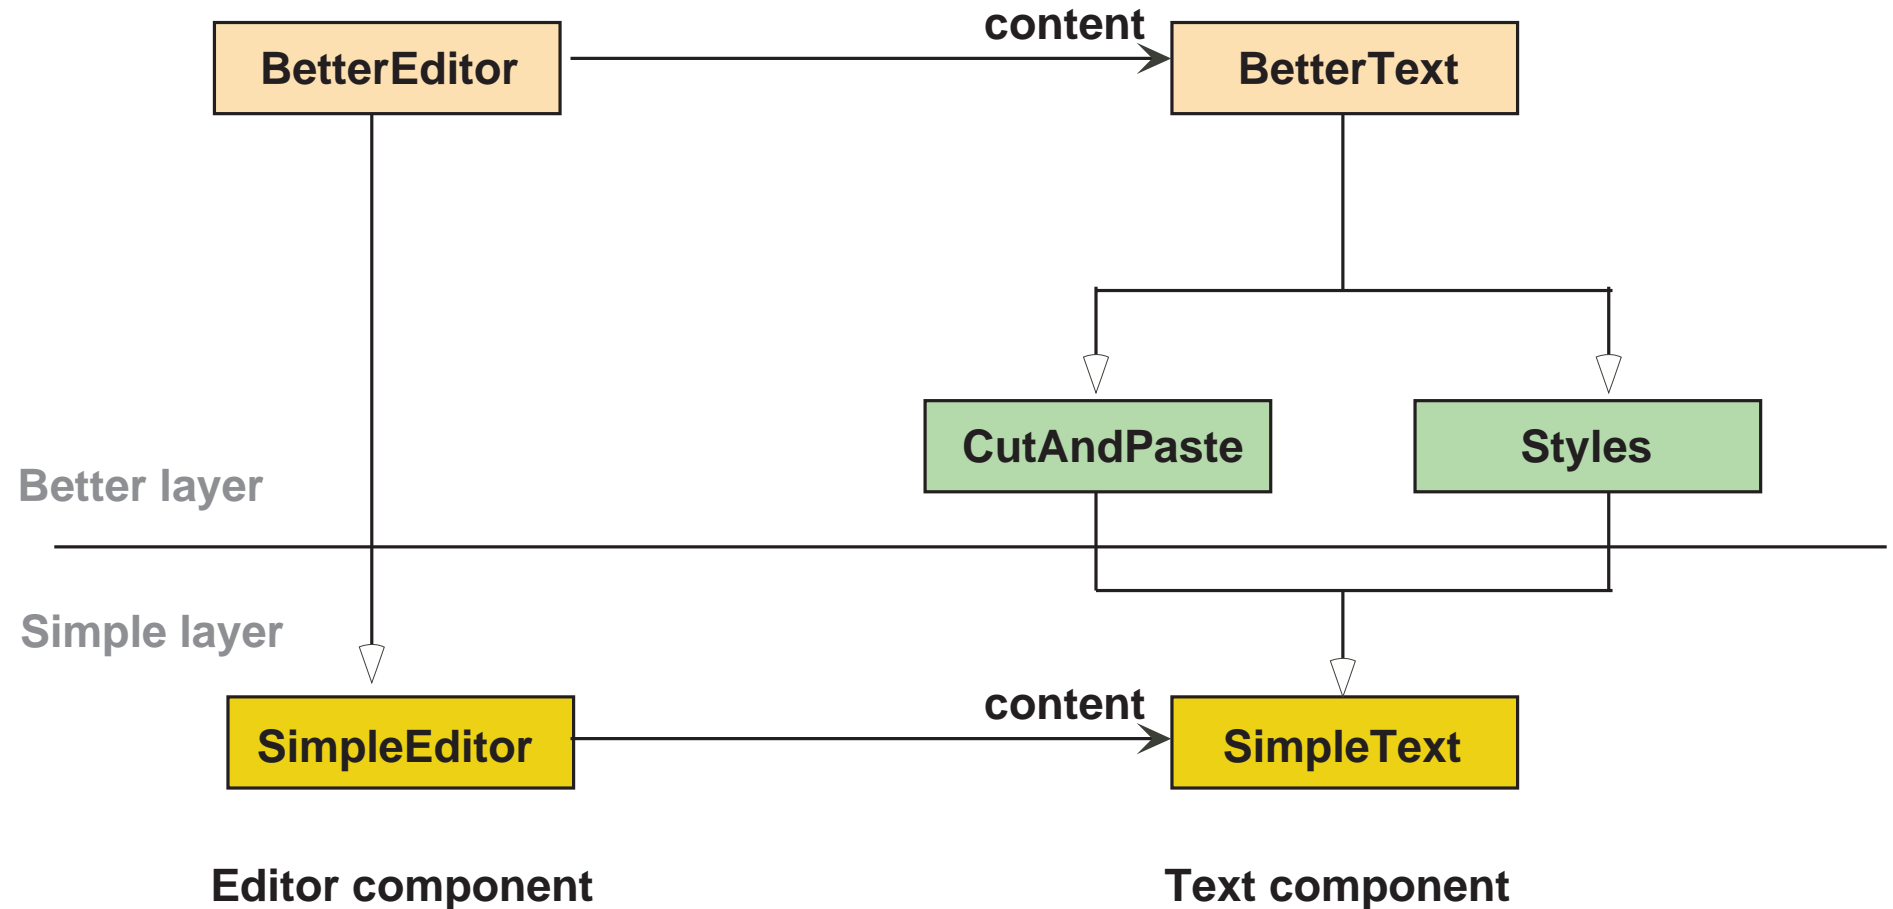 content
BetterEditor
BetterText
CutAndPaste
Styles
Better layer
Simple layer
content
SimpleEditor
SimpleText
Editor component
Text component